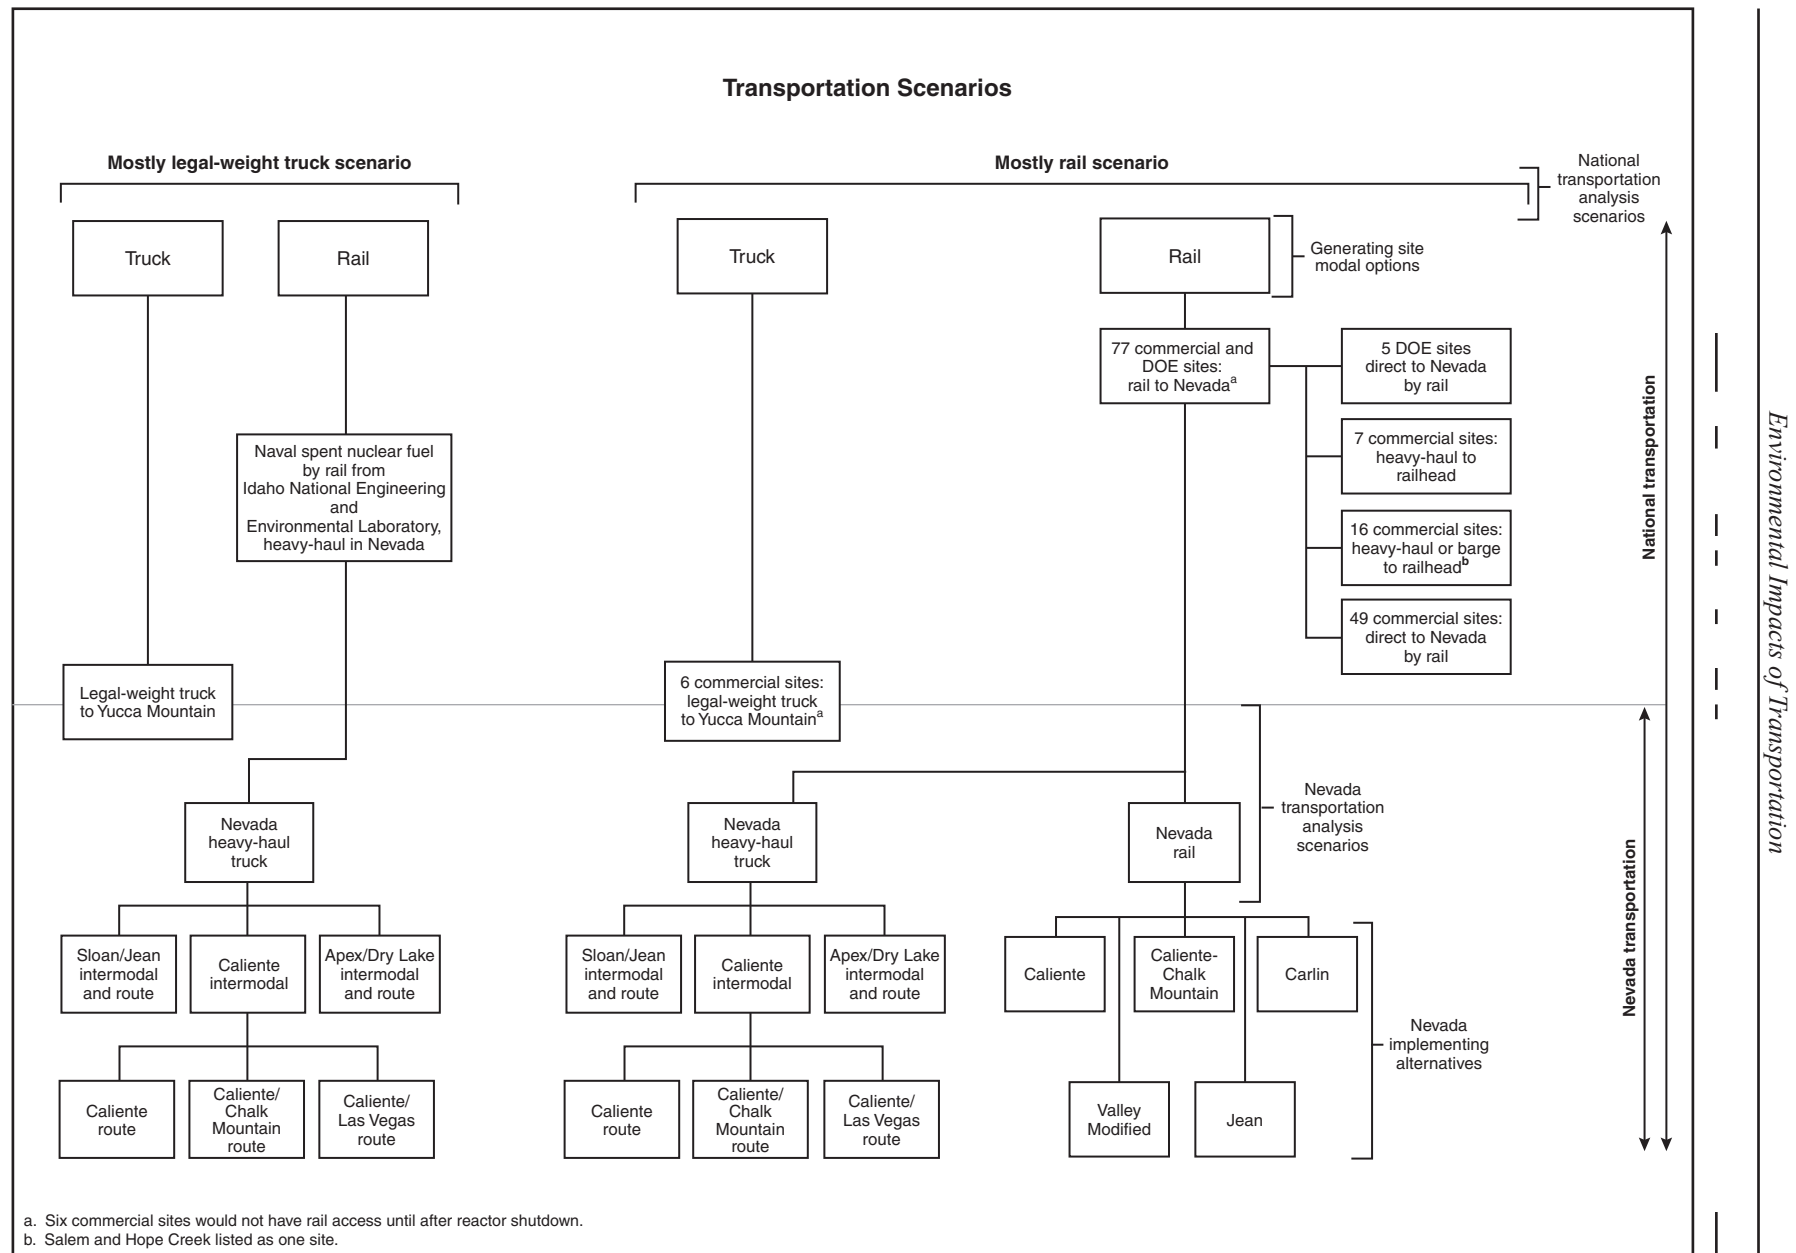 Transportation Scenarios
Mostly legal-weight truck scenario
Mostly rail scenario
National
transportation
analysis
scenarios
Truck
Rail
Truck
Rail
Generating site
modal options
77 commercial and
DOE sites:
rail to Nevadaa
5 DOE sites
direct to Nevada
by rail
7 commercial sites:
heavy-haul to
railhead
16 commercial sites:
heavy-haul or barge
to railheadb
49 commercial sites:
direct to Nevada
by rail
Naval spent nuclear fuel
by rail from
Idaho National Engineering
and
Environmental Laboratory,
heavy-haul in Nevada
Legal-weight truck
to Yucca Mountain
6 commercial sites:
legal-weight truck
to Yucca Mountaina
National transportation
Environmental Impacts of Transportation
Nevada
heavy-haul
truck
Nevada
heavy-haul
truck
Nevada
rail
Nevada
transportation
analysis
scenarios
Sloan/Jean
intermodal
and route
Caliente
intermodal
Apex/Dry Lake
intermodal
and route
Sloan/Jean
intermodal
and route
Caliente
intermodal
Apex/Dry Lake
intermodal
and route
Caliente
Caliente-
Chalk
Mountain
Carlin
Nevada transportation
Nevada
implementing
alternatives
Caliente
route
Caliente/
Chalk
Mountain
route
Caliente/
Las Vegas
route
Caliente
route
Caliente/
Chalk
Mountain
route
Caliente/
Las Vegas
route
Valley
Modified
Jean
a. Six commercial sites would not have rail access until after reactor shutdown.
b. Salem and Hope Creek listed as one site.